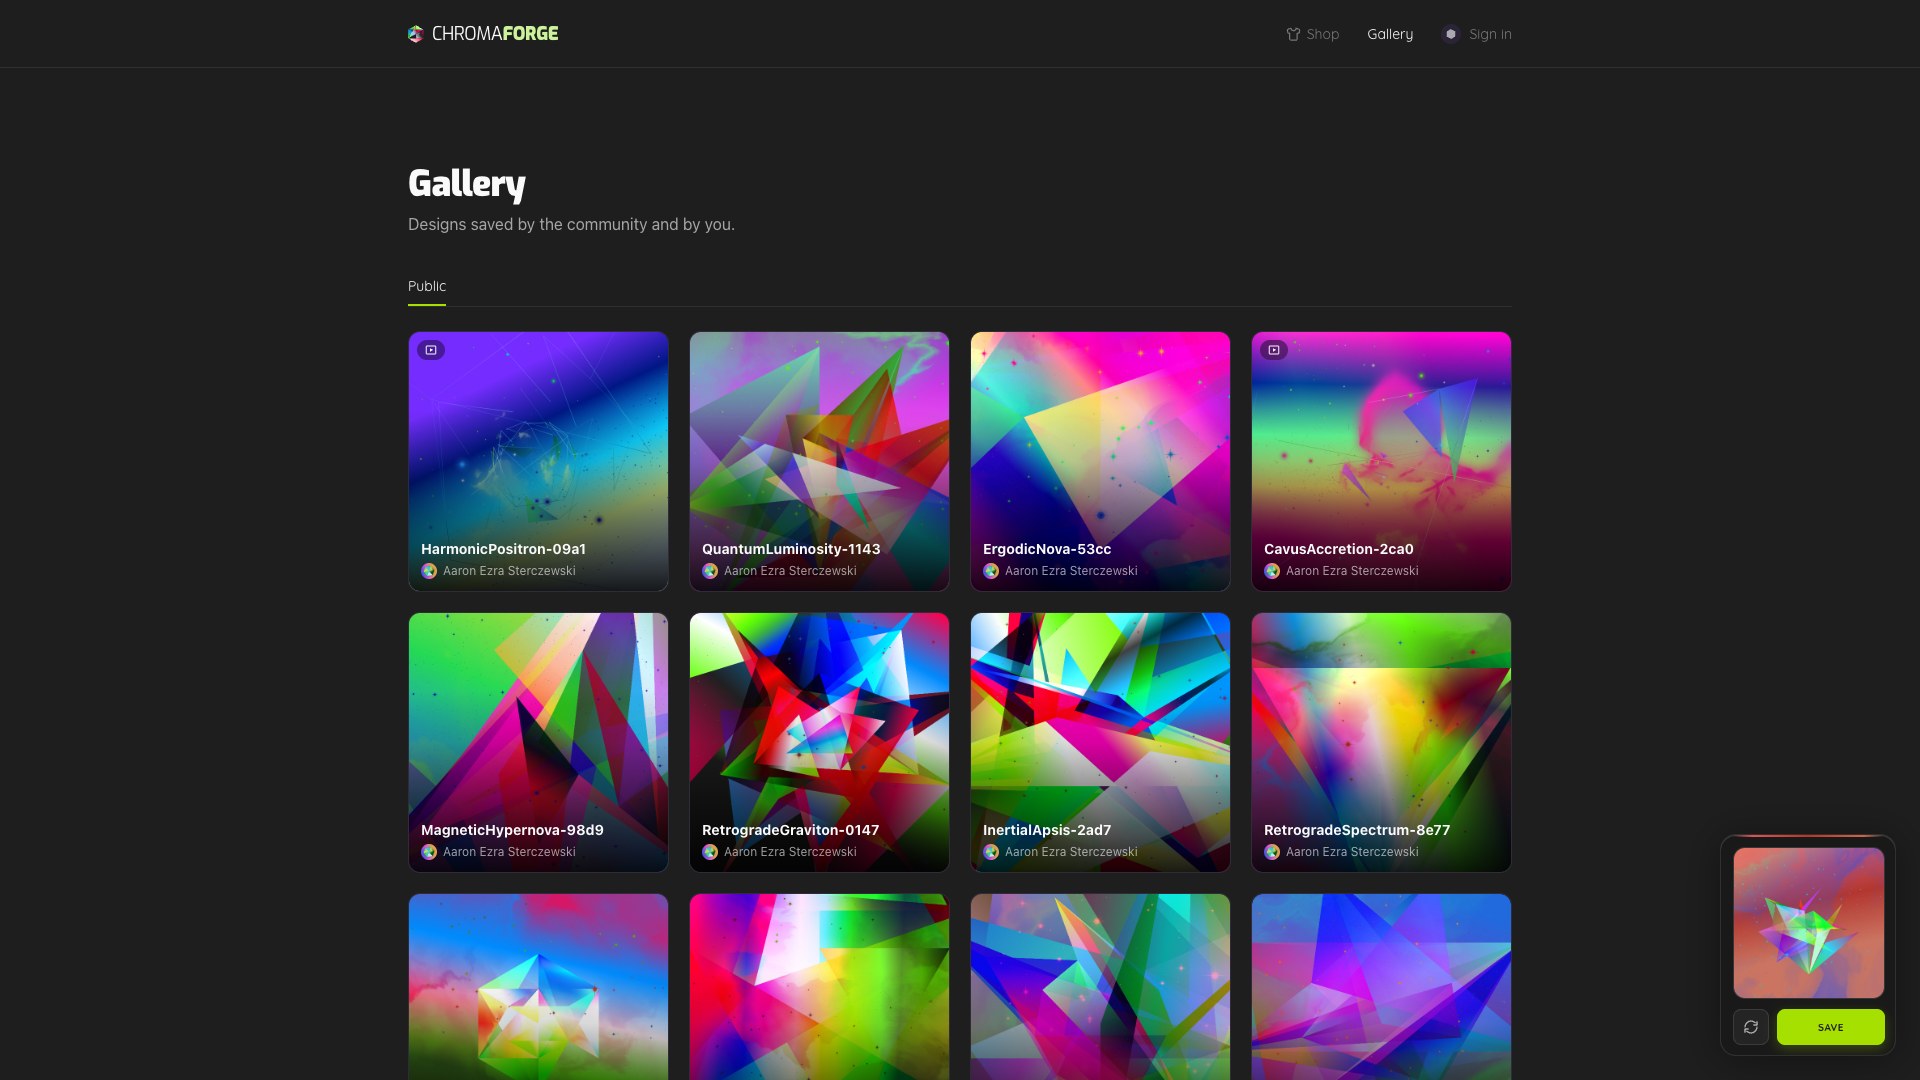 CHROMAFORGE
Shop
Gallery
Sign in
Gallery
Designs saved by the community and by you.
Public
HarmonicPositron-09a1
Aaron Ezra Sterczewski
QuantumLuminosity-1143
Aaron Ezra Sterczewski
ErgodicNova-53cc
Aaron Ezra Sterczewski
CavusAccretion-2ca0
Aaron Ezra Sterczewski
MagneticHypernova-98d9
Aaron Ezra Sterczewski
RetrogradeGraviton-0147
Aaron Ezra Sterczewski
InertialApsis-2ad7
Aaron Ezra Sterczewski
RetrogradeSpectrum-8e77
Aaron Ezra Sterczewski
SAVE